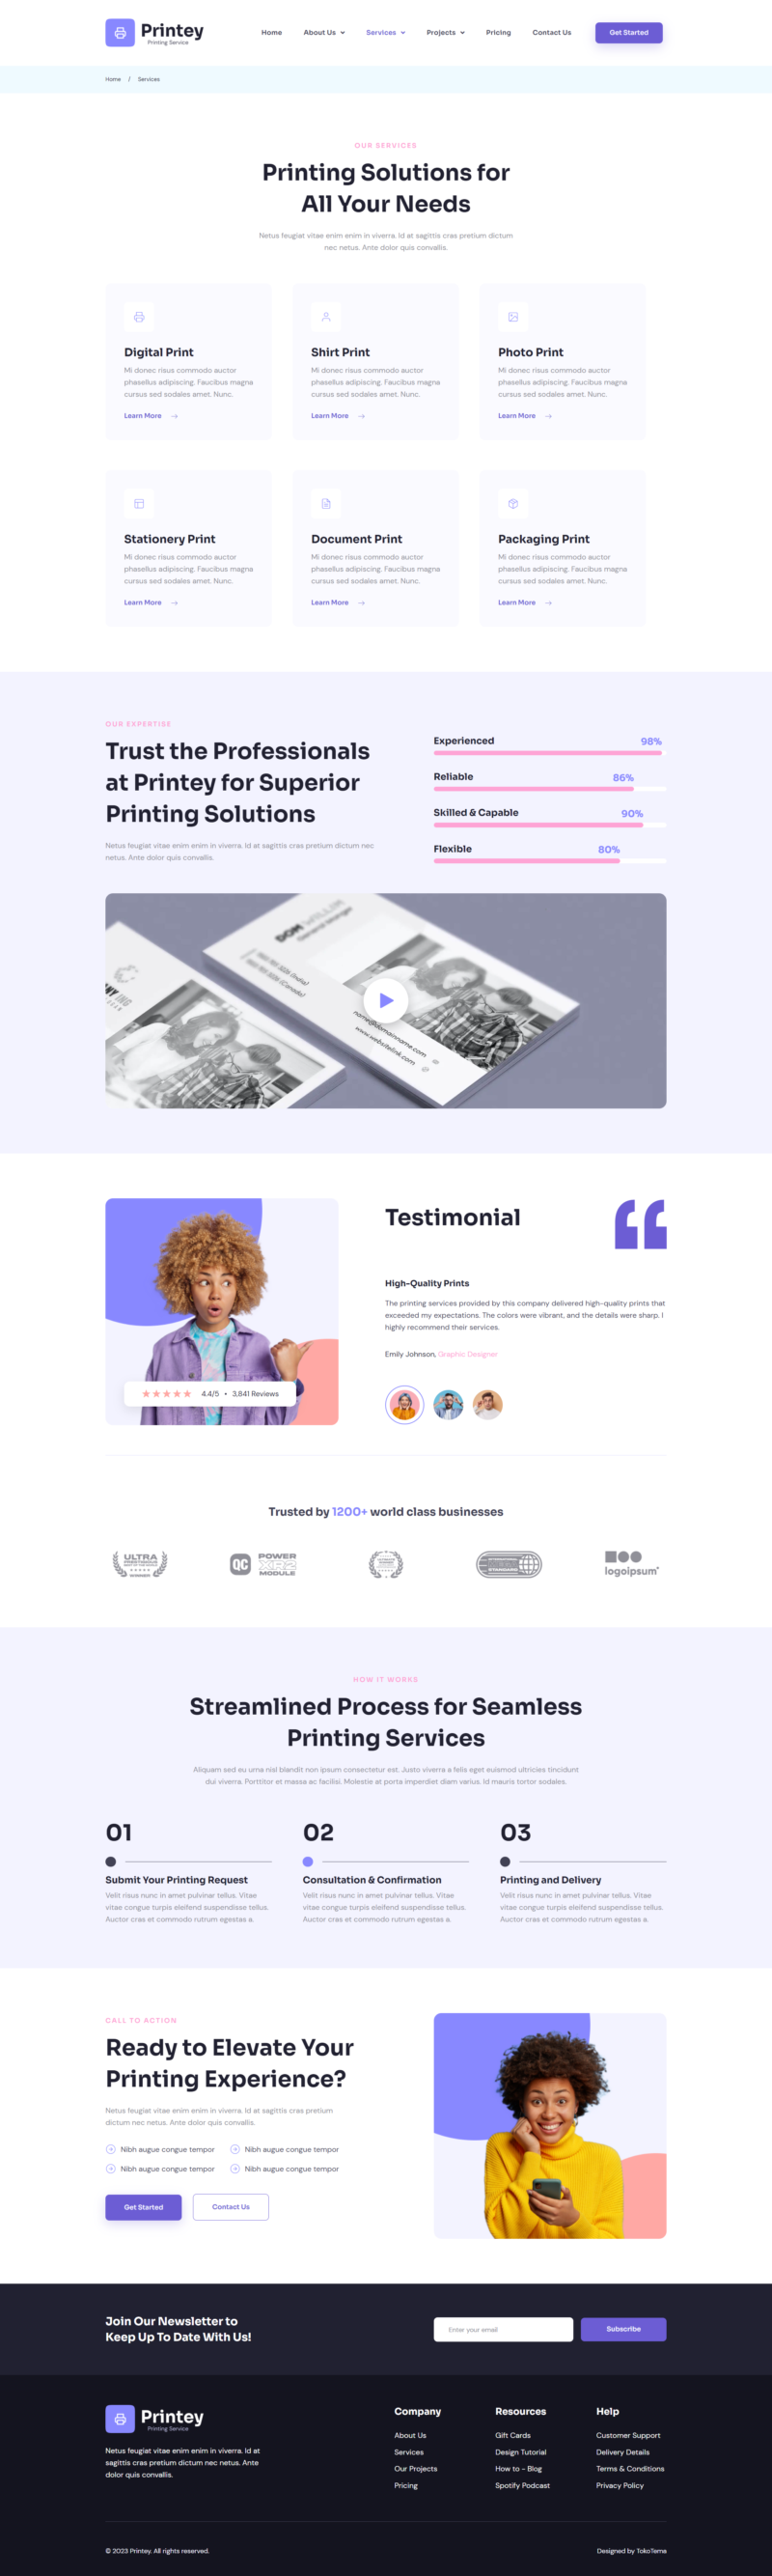 Printey
Printing Service
Home
About Us
Services
Projects
Pricing
Contact Us
Get Started
Home / Services
OUR SERVICES
Printing Solutions for
All Your Needs
Netus feugiat vitae enim enim in viverra. Id at sagittis cras pretium dictum
nec netus. Ante dolor quis convallis.
Digital Print
Mi donec risus commodo auctor
phasellus adipiscing. Faucibus magna
cursus sed sodales amet. Nunc.
Learn More
Shirt Print
Mi donec risus commodo auctor
phasellus adipiscing. Faucibus magna
cursus sed sodales amet. Nunc.
Learn More
Photo Print
Mi donec risus commodo auctor
phasellus adipiscing. Faucibus magna
cursus sed sodales amet. Nunc.
Learn More
Stationery Print
Mi donec risus commodo auctor
phasellus adipiscing. Faucibus magna
cursus sed sodales amet. Nunc.
Learn More
Document Print
Mi donec risus commodo auctor
phasellus adipiscing. Faucibus magna
cursus sed sodales amet. Nunc.
Learn More
Packaging Print
Mi donec risus commodo auctor
phasellus adipiscing. Faucibus magna
cursus sed sodales amet. Nunc.
Learn More
OUR EXPERTISE
Trust the Professionals
at Printey for Superior
Printing Solutions
Netus feugiat vitae enim enim in viverra. Id at sagittis cras pretium dictum nec
netus. Ante dolor quis convallis.
Experienced 98%
Reliable 86%
Skilled & Capable 90%
Flexible 80%
DOM WILLIM
General Manager
(India)
(Canada)
name@domainname.com
www.websitelink.com
4.4/5 • 3,841 Reviews
Testimonial
High-Quality Prints
The printing services provided by this company delivered high-quality prints that
exceeded my expectations. The colors were vibrant, and the details were sharp. I
highly recommend their services.
Emily Johnson, Graphic Designer
Trusted by 1200+ world class businesses
ULTRA
WINNER
QC
POWER
XR2
MODULE
STANDARD
logoipsum
HOW IT WORKS
Streamlined Process for Seamless
Printing Services
Aliquam sed eu urna nisl blandit non ipsum consectetur est. Justo viverra a felis eget euismod ultricies tincidunt
dui viverra. Porttitor et massa ac facilisi. Molestie at porta imperdiet diam varius. Id mauris tortor sodales.
01
Submit Your Printing Request
Velit risus nunc in amet pulvinar tellus. Vitae
vitae congue turpis eleifend suspendisse tellus.
Auctor cras et commodo rutrum egestas a.
02
Consultation & Confirmation
Velit risus nunc in amet pulvinar tellus. Vitae
vitae congue turpis eleifend suspendisse tellus.
Auctor cras et commodo rutrum egestas a.
03
Printing and Delivery
Velit risus nunc in amet pulvinar tellus. Vitae
vitae congue turpis eleifend suspendisse tellus.
Auctor cras et commodo rutrum egestas a.
CALL TO ACTION
Ready to Elevate Your
Printing Experience?
Netus feugiat vitae enim enim in viverra. Id at sagittis cras pretium
dictum nec netus. Ante dolor quis convallis.
Nibh augue congue tempor
Nibh augue congue tempor
Nibh augue congue tempor
Nibh augue congue tempor
Get Started
Contact Us
Join Our Newsletter to
Keep Up To Date With Us!
Enter your email
Subscribe
Printey
Printing Service
Netus feugiat vitae enim enim in viverra. Id at
sagittis cras pretium dictum nec netus. Ante
dolor quis convallis.
Company
About Us
Services
Our Projects
Pricing
Resources
Gift Cards
Design Tutorial
How to - Blog
Spotify Podcast
Help
Customer Support
Delivery Details
Terms & Conditions
Privacy Policy
© 2023 Printey. All rights reserved.
Designed by TokoTema